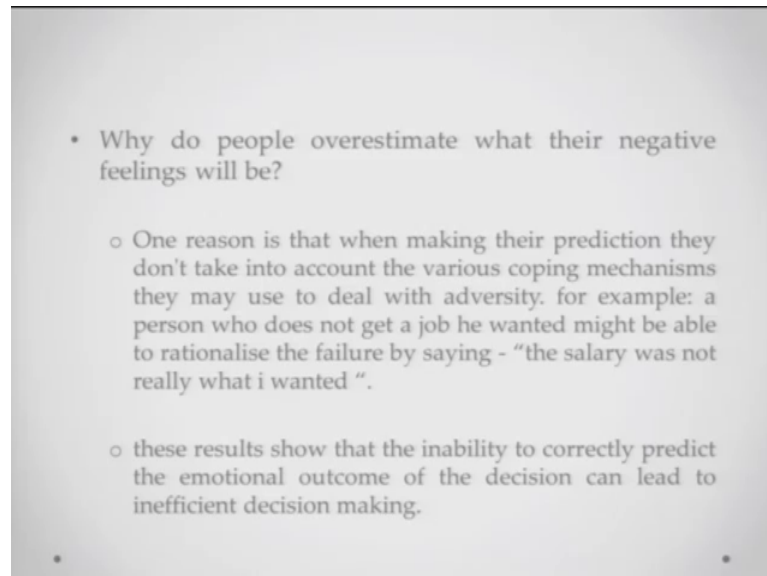 • Why do people overestimate what their negative
feelings will be?
o One reason is that when making their prediction they
don't take into account the various coping mechanisms
they may use to deal with adversity. for example: a
person who does not get a job he wanted might be able
to rationalise the failure by saying - “the salary was not
really what i wanted “.
o these results show that the inability to correctly predict
the emotional outcome of the decision can lead to
inefficient decision making.